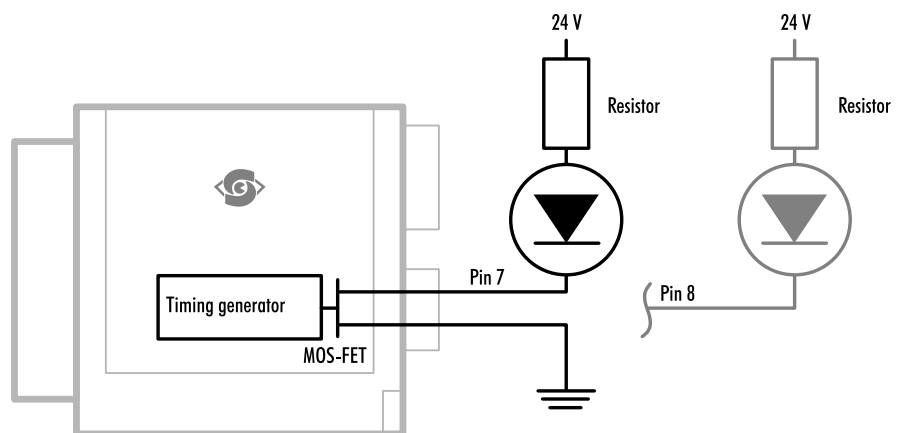 24 V
24 V
Resistor
Resistor
Pin 7
Pin 8
Timing generator
MOS-FET